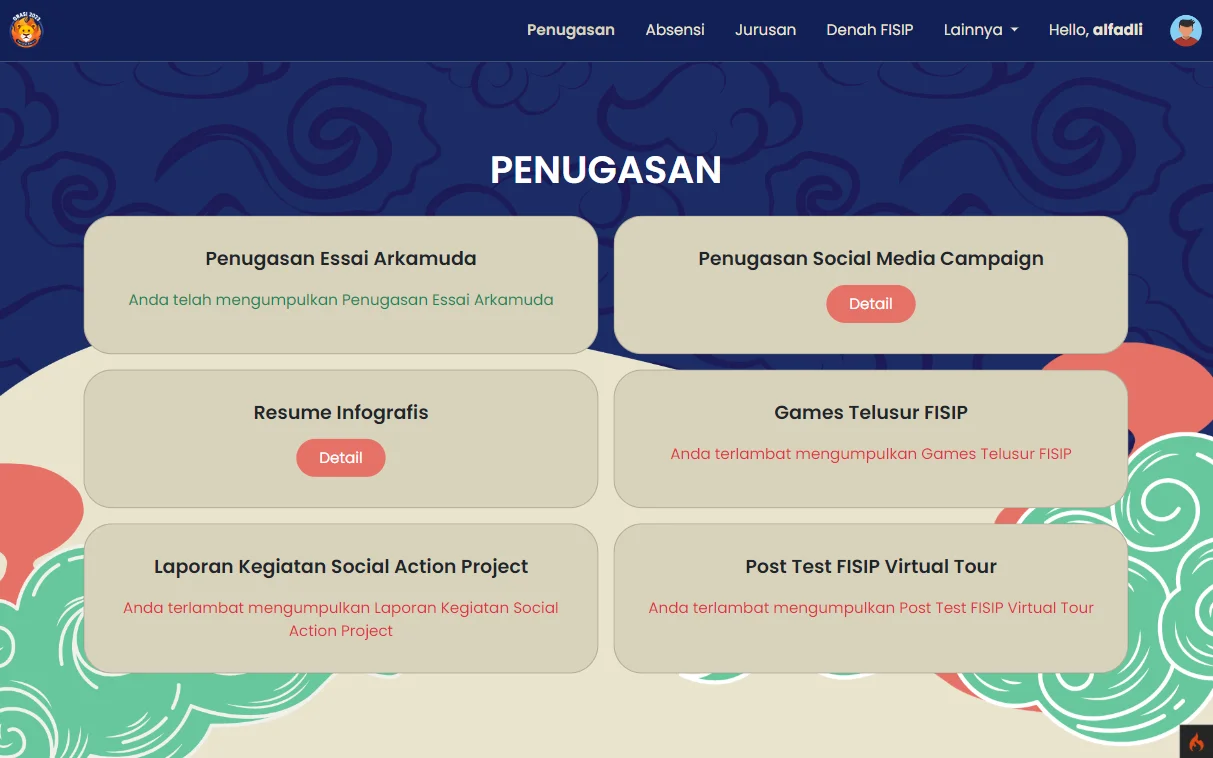 ORASI 2023
Penugasan
Absensi
Jurusan
Denah FISIP
Lainnya
Hello, alfadli
PENUGASAN
Penugasan Essai Arkamuda
Anda telah mengumpulkan Penugasan Essai Arkamuda
Penugasan Social Media Campaign
Detail
Resume Infografis
Detail
Games Telusur FISIP
Anda terlambat mengumpulkan Games Telusur FISIP
Laporan Kegiatan Social Action Project
Anda terlambat mengumpulkan Laporan Kegiatan Social
Action Project
Post Test FISIP Virtual Tour
Anda terlambat mengumpulkan Post Test FISIP Virtual Tour